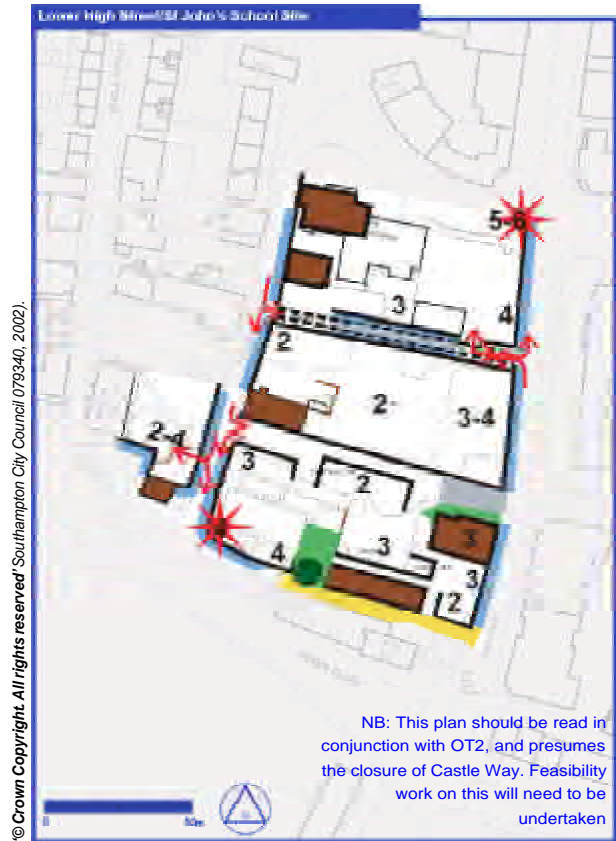 Lower High Street/St John's School Site
5-6
4
3
2
2-
3-4
2-4
3
2
3
3
4
3
2
NB: This plan should be read in
conjunction with OT2, and presumes
the closure of Castle Way. Feasibility
work on this will need to be
undertaken
0
50m
'© Crown Copyright. All rights reserved' Southampton City Council 079340, 2002).